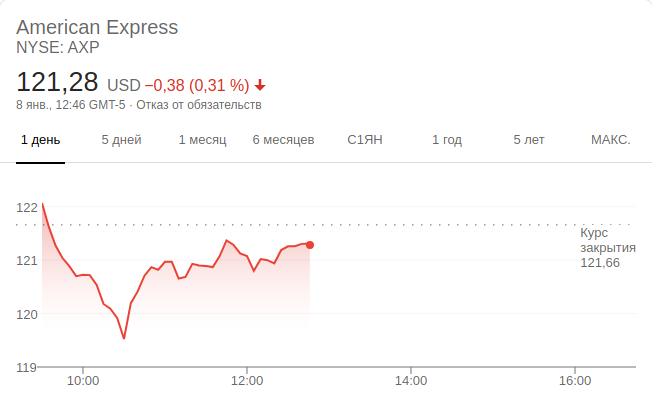 American Express
NYSE: AXP
121,28 USD −0,38 (0,31 %)
8 янв., 12:46 GMT-5 · Отказ от обязательств
1 день 5 дней 1 месяц 6 месяцев С1ЯН 1 год 5 лет МАКС.
122
Курс
закрытия
121,66
121
120
119
10:00 12:00 14:00 16:00